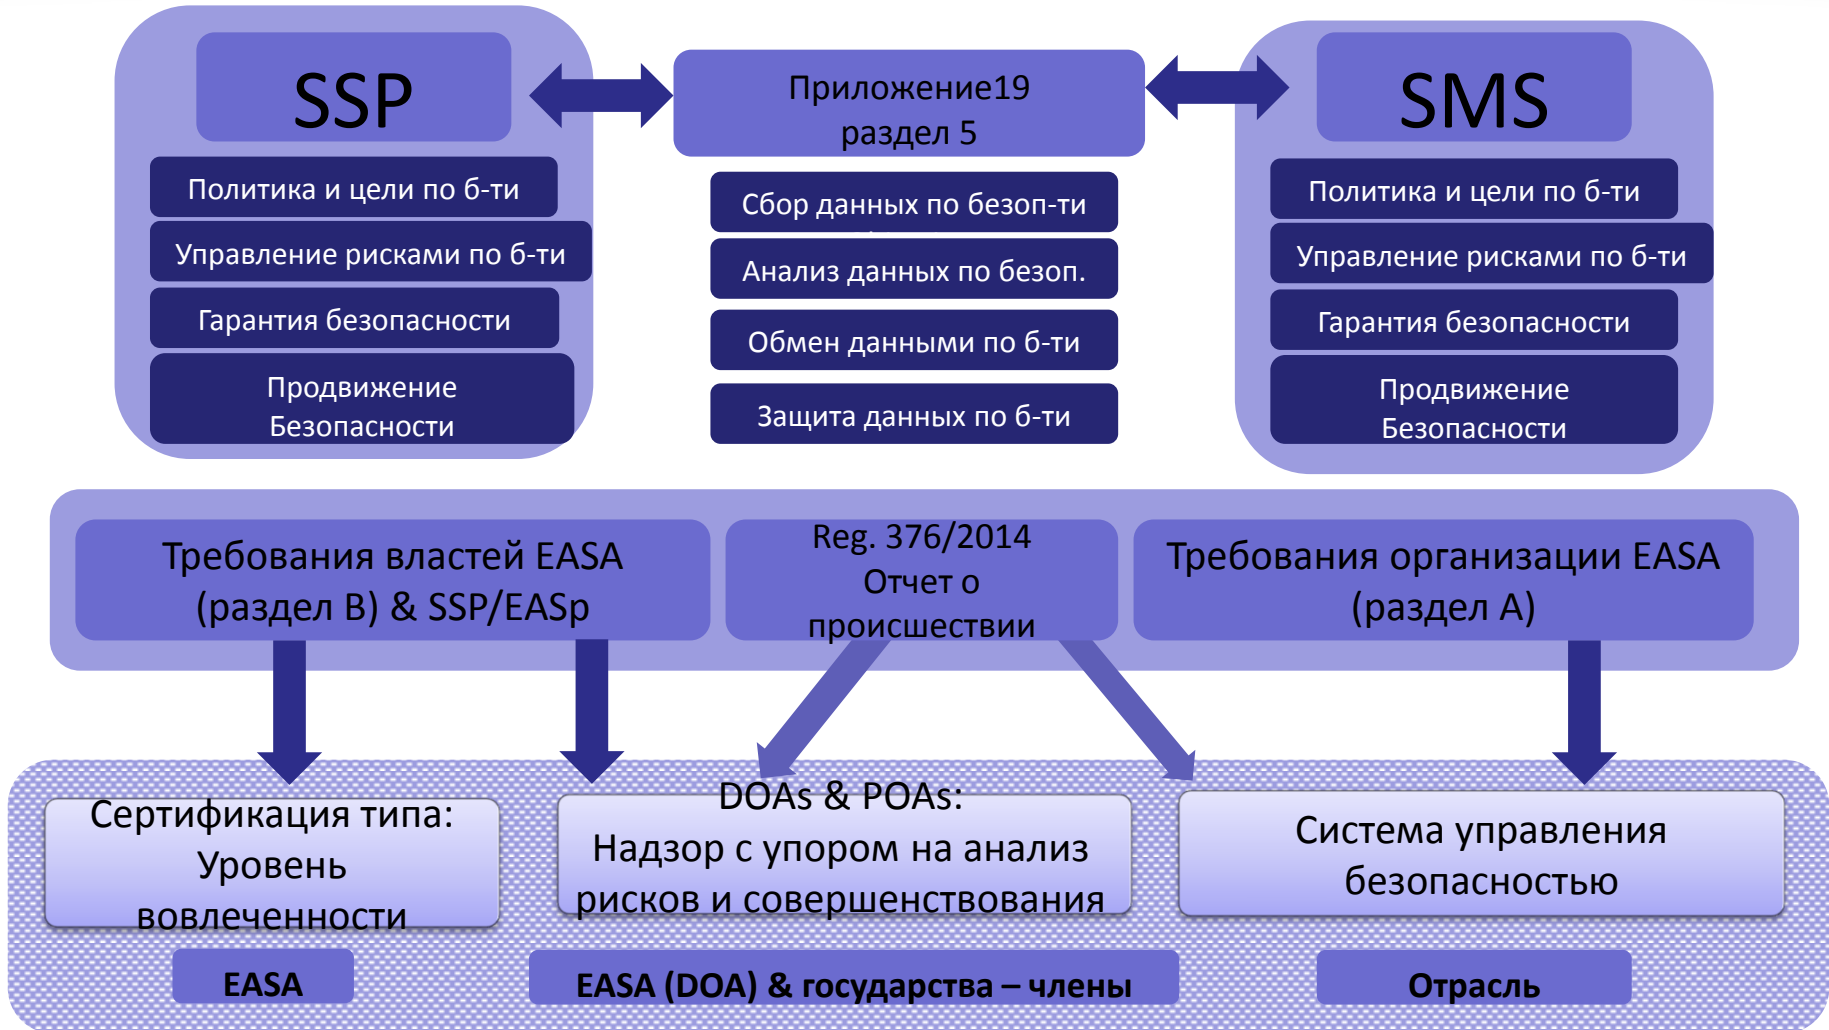 SSP
Политика и цели по б-ти
Управление рисками по б-ти
Гарантия безопасности
Продвижение
Безопасности
Приложение19
раздел 5
Сбор данных по безоп-ти
Анализ данных по безоп.
Обмен данными по б-ти
Защита данных по б-ти
SMS
Политика и цели по б-ти
Управление рисками по б-ти
Гарантия безопасности
Продвижение
Безопасности
Требования властей EASA
(раздел B) & SSP/EASp
Reg. 376/2014
Отчет о
происшествии
Требования организации EASA
(раздел A)
Сертификация типа:
Уровень
вовлеченности
DOAs & POAs:
Надзор с упором на анализ
рисков и совершенствования
Система управления
безопасностью
EASA
EASA (DOA) & государства – члены
Отрасль